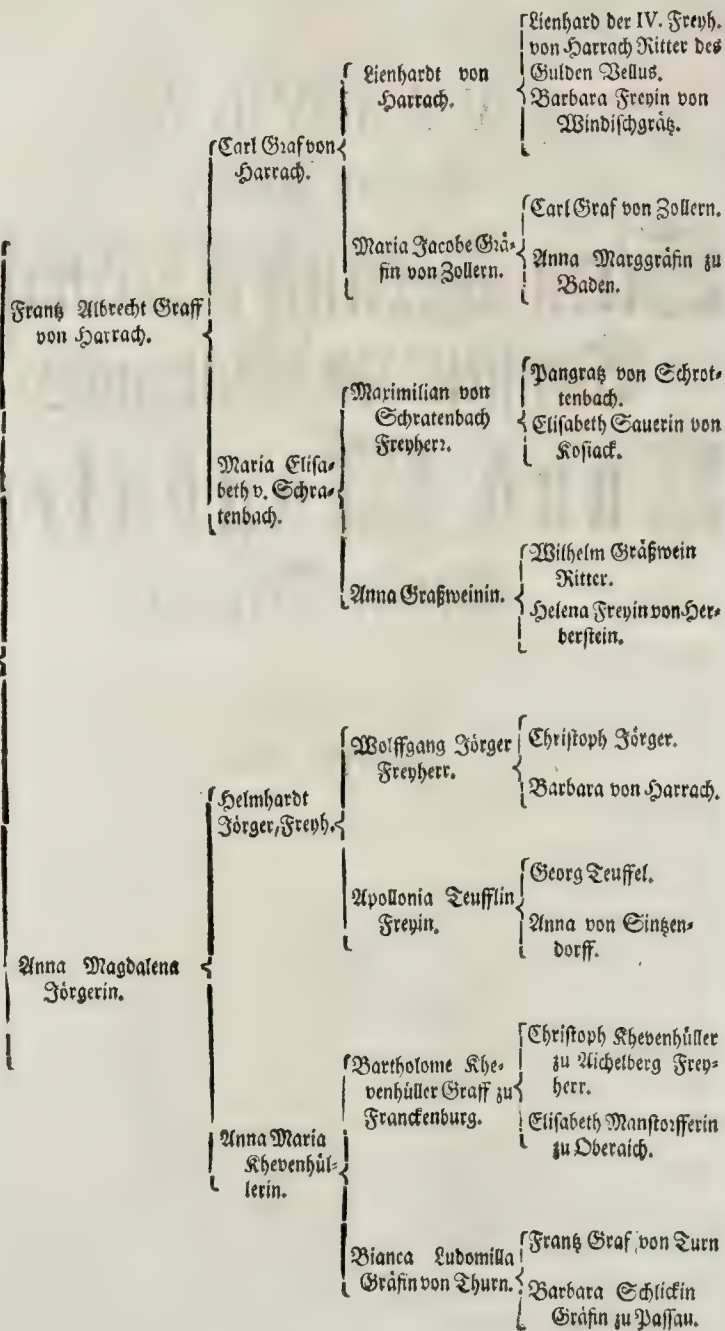 Lienhard der IV. Freyh.
von Harrach Ritter des
Gulden Vellus.
Barbara Freyin von
Windischgrätz.
Lienhardt von
Harrach.
Carl Graf von
Harrach.
Carl Graf von Zollern.
Anna Marggräfin zu
Baden.
Maria Jacobe Grä-
fin von Zollern.
Frantz Albrecht Graff
von Harrach.
Pangratz von Schrot-
tenbach.
Elisabeth Sauerin von
Kosiack.
Maximilian von
Schratenbach
Freyherr.
Maria Elisa-
beth v. Schra-
tenbach.
Wilhelm Gräßwein
Ritter.
Helena Freyin von Her-
berstein.
Anna Graßweinin.
Wolffgang Jörger
Freyherr.
Christoph Jörger.
Barbara von Harrach.
Helmhardt
Jörger, Freyh.
Georg Teuffel.
Anna von Sintzen-
dorff.
Apollonia Teufflin
Freyin.
Anna Magdalena
Jörgerin.
Christoph Khevenhüller
zu Aichelberg Frey-
herr.
Elisabeth Manstorfferin
zu Oberaich.
Bartholome Khe-
venhüller Graff zu
Franckenburg.
Anna Maria
Khevenhül-
lerin.
Frantz Graf von Turn
Barbara Schlickin
Gräfin zu Passau.
Bianca Ludomilla
Gräfin von Thurn.